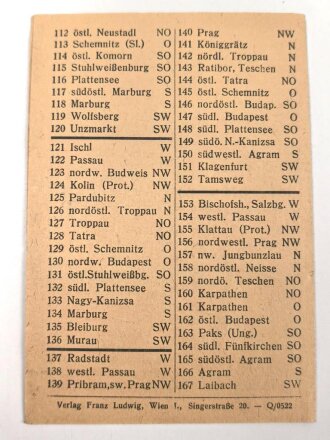 112 östl. Neustadl NO
113 Schemnitz (Sl.) O
114 östl. Komorn SO
115 Stuhlweißenburg SO
116 Plattensee SO
117 südöstl. Marburg S
118 Marburg S
119 Wolfsberg SW
120 Unzmarkt SW
121 Ischl W
122 Passau W
123 nordw. Budweis NW
124 Kolin (Prot.) NW
125 Pardubitz N
126 nordöstl. Troppau N
127 Troppau NO
128 Tatra NO
129 östl. Schemnitz O
130 nordw. Budapest O
131 östl.Stuhlweißbg. SO
132 südl. Plattensee S
133 Nagy-Kanizsa S
134 Marburg S
135 Bleiburg SW
136 Murau SW
137 Radstadt W
138 westl. Passau W
139 Pribram,sw.Prag NW
140 Prag NW
141 Königgrätz N
142 nördl. Troppau N
143 Ratibor, Teschen N
144 östl. Tatra NO
145 östl. Schemnitz O
146 nordöstl. Budap. SO
147 südl. Budapest O
148 südl. Plattensee SO
149 südö. N.-Kanizsa SO
150 südwestl. Agram S
151 Klagenfurt SW
152 Tamsweg SW
153 Bischofsh., Salzbg. W
154 westl. Passau W
155 Klattau (Prot.) NW
156 nordwestl. Prag NW
157 nw. Jungbunzlau N
158 nordöstl. Neisse N
159 nordö. Teschen NO
160 Karpathen NO
161 Karpathen O
162 östl. Budapest O
163 Paks (Ung.) SO
164 südl. Fünfkirchen SO
165 südöstl. Agram SO
166 Agram S
167 Laibach SW
Verlag Franz Ludwig, Wien I., Singerstraße 20. — Q/0522